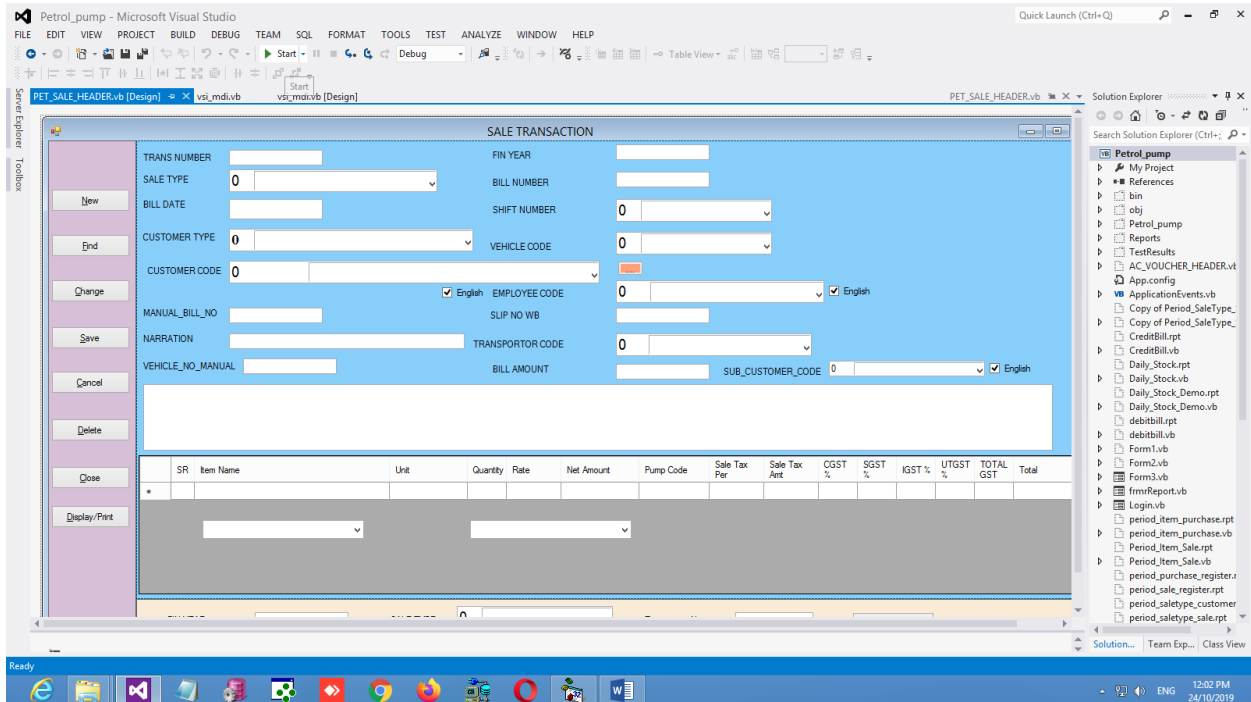 Petrol_pump - Microsoft Visual Studio
Quick Launch (Ctrl+Q)
FILE EDIT VIEW PROJECT BUILD DEBUG TEAM SQL FORMAT TOOLS TEST ANALYZE WINDOW HELP
Start Debug Table View
Start
PET_SALE_HEADER.vb [Design] vsi_mdi.vb vsi_mdi.vb [Design] PET_SALE_HEADER.vb
Server Explorer
Toolbox
SALE TRANSACTION
New
Find
Change
Save
Cancel
Delete
Close
Display/Print
TRANS NUMBER FIN YEAR
SALE TYPE 0 BILL NUMBER
BILL DATE SHIFT NUMBER 0
CUSTOMER TYPE 0 VEHICLE CODE 0
CUSTOMER CODE 0 ...
English EMPLOYEE CODE 0 English
MANUAL_BILL_NO SLIP NO WB
NARRATION TRANSPORTOR CODE 0
VEHICLE_NO_MANUAL BILL AMOUNT SUB_CUSTOMER_CODE 0 English
SR Item Name Unit Quantity Rate Net Amount Pump Code Sale Tax Per Sale Tax Amt CGST % SGST % IGST % UTGST % TOTAL GST Total
*
0
Solution Explorer
Search Solution Explorer (Ctrl+;
Petrol_pump
My Project
References
bin
obj
Petrol_pump
Reports
TestResults
AC_VOUCHER_HEADER.vb
App.config
ApplicationEvents.vb
Copy of Period_SaleType_
Copy of Period_SaleType_
CreditBill.rpt
CreditBill.vb
Daily_Stock.rpt
Daily_Stock.vb
Daily_Stock_Demo.rpt
Daily_Stock_Demo.vb
debitbill.rpt
debitbill.vb
Form1.vb
Form2.vb
Form3.vb
frmrReport.vb
Login.vb
period_item_purchase.rpt
period_item_purchase.vb
Period_Item_Sale.rpt
Period_Item_Sale.vb
period_purchase_register.r
period_sale_register.rpt
period_saletype_customer
period_saletype_sale.rpt
Solution... Team Exp... Class View
Ready
ENG 12:02 PM
24/10/2019